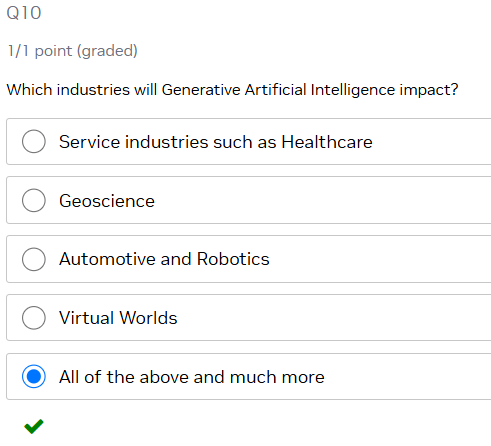 Q10
1/1 point (graded)
Which industries will Generative Artificial Intelligence impact?
Service industries such as Healthcare
Geoscience
Automotive and Robotics
Virtual Worlds
All of the above and much more